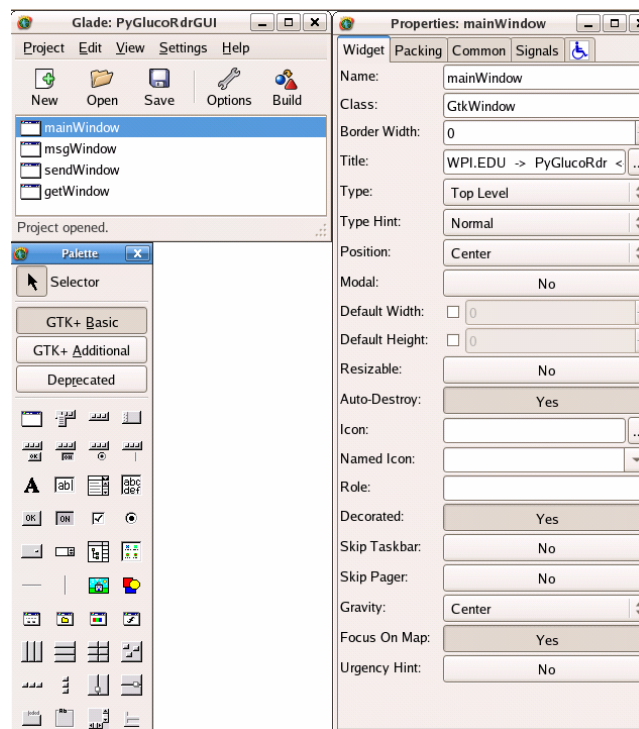 Glade: PyGlucoRdrGUI
Project Edit View Settings Help
New Open Save Options Build
mainWindow
msgWindow
sendWindow
getWindow
Project opened.
Palette
Selector
GTK+ Basic
GTK+ Additional
Deprecated
Properties: mainWindow
Widget Packing Common Signals
Name: mainWindow
Class: GtkWindow
Border Width: 0
Title: WPI.EDU -> PyGlucoRdr < ...
Type: Top Level
Type Hint: Normal
Position: Center
Modal: No
Default Width: 0
Default Height: 0
Resizable: No
Auto-Destroy: Yes
Icon:
Named Icon:
Role:
Decorated: Yes
Skip Taskbar: No
Skip Pager: No
Gravity: Center
Focus On Map: Yes
Urgency Hint: No